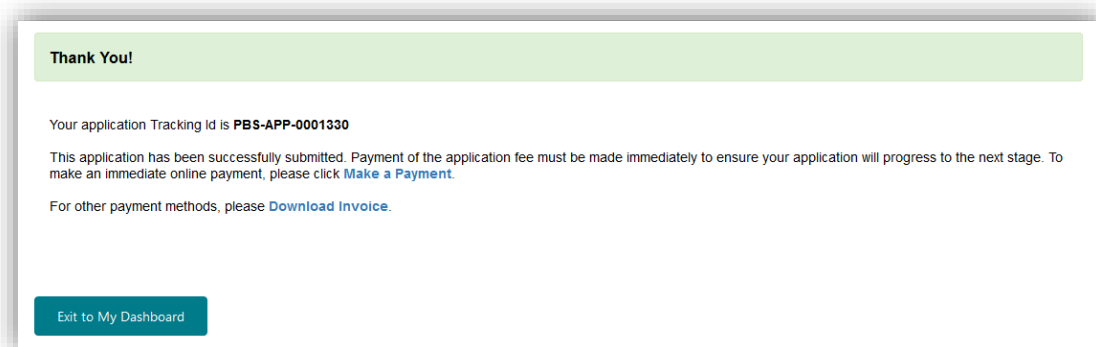 Thank You!
Your application Tracking Id is PBS-APP-0001330
This application has been successfully submitted. Payment of the application fee must be made immediately to ensure your application will progress to the next stage. To
make an immediate online payment, please click Make a Payment.
For other payment methods, please Download Invoice.
Exit to My Dashboard